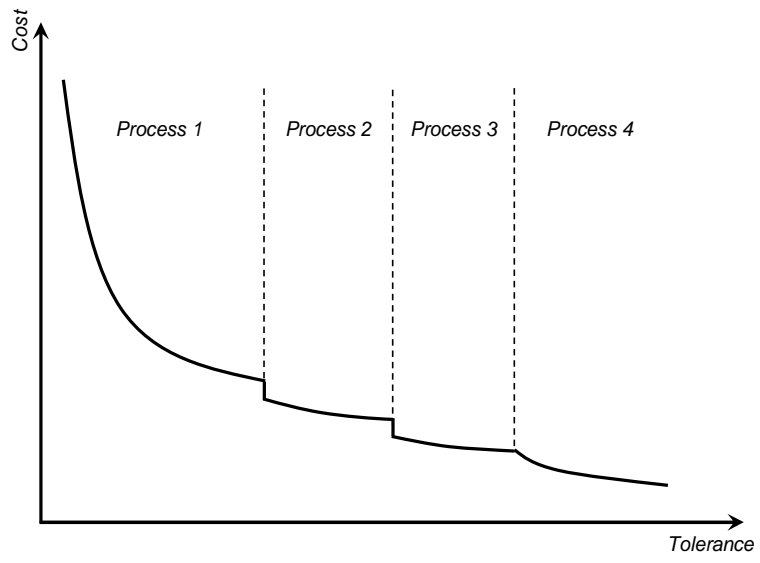 Cost
Process 1
Process 2
Process 3
Process 4
Tolerance